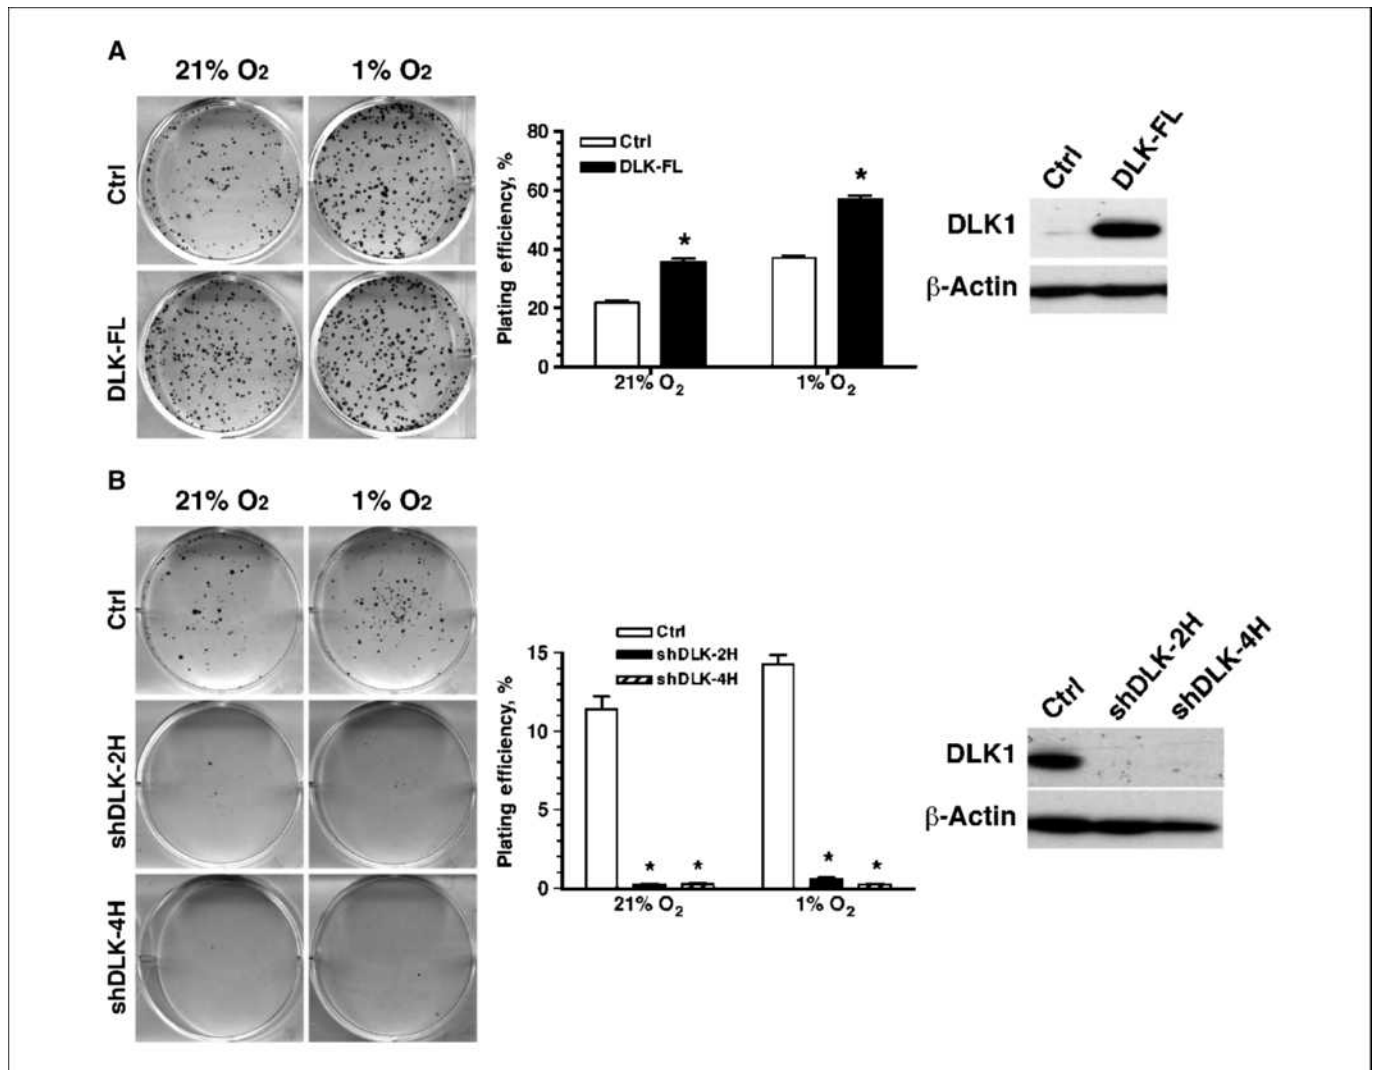 A
21% O2
1% O2
Ctrl
DLK-FL
Plating efficiency, %
80
60
40
20
0
Ctrl
DLK-FL
*
*
21% O2
1% O2
Ctrl
DLK-FL
DLK1
β-Actin
B
21% O2
1% O2
Ctrl
shDLK-2H
shDLK-4H
Plating efficiency, %
15
10
5
0
Ctrl
shDLK-2H
shDLK-4H
* * * *
21% O2
1% O2
Ctrl
shDLK-2H
shDLK-4H
DLK1
β-Actin